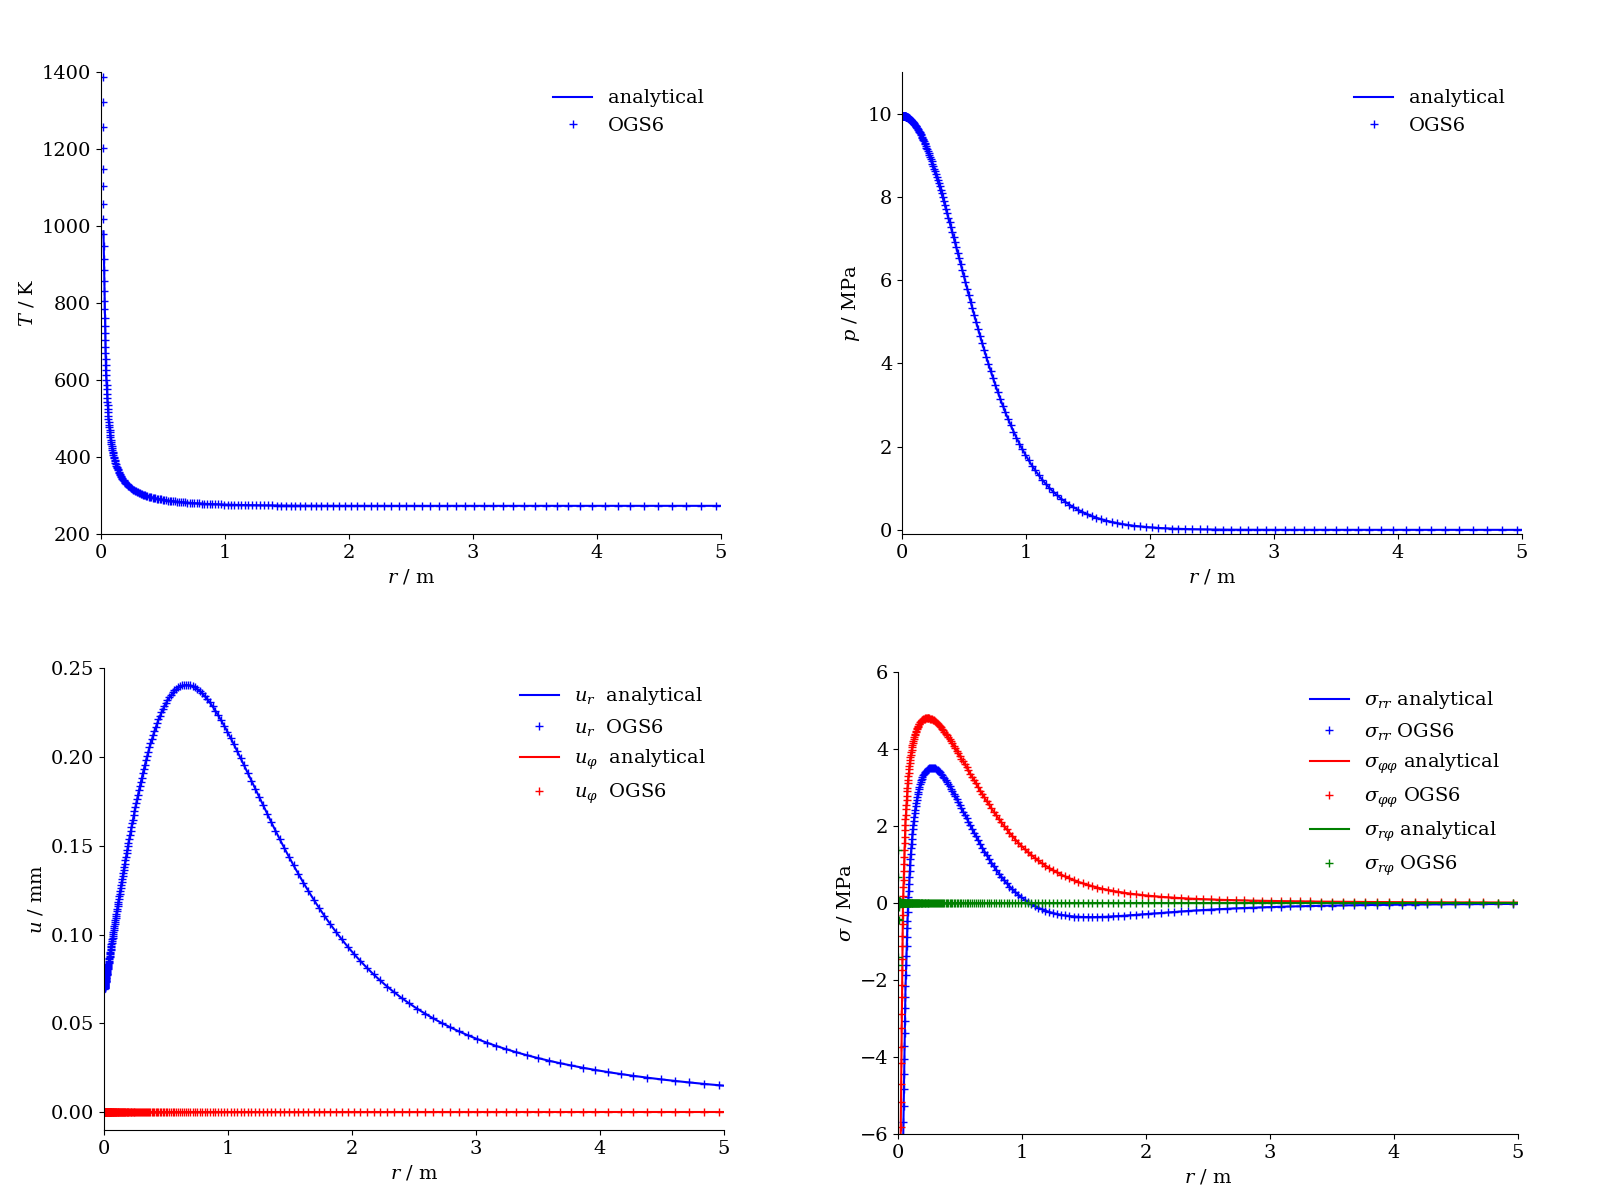 1400
1200
1000
800
600
400
200
T / K
0 1 2 3 4 5
r / m
analytical
OGS6
10
8
6
4
2
0
p / MPa
0 1 2 3 4 5
r / m
analytical
OGS6
0.25
0.20
0.15
0.10
0.05
0.00
u / mm
0 1 2 3 4 5
r / m
u_r analytical
u_r OGS6
u_φ analytical
u_φ OGS6
6
4
2
0
−2
−4
−6
σ / MPa
0 1 2 3 4 5
r / m
σ_rr analytical
σ_rr OGS6
σ_φφ analytical
σ_φφ OGS6
σ_rφ analytical
σ_rφ OGS6